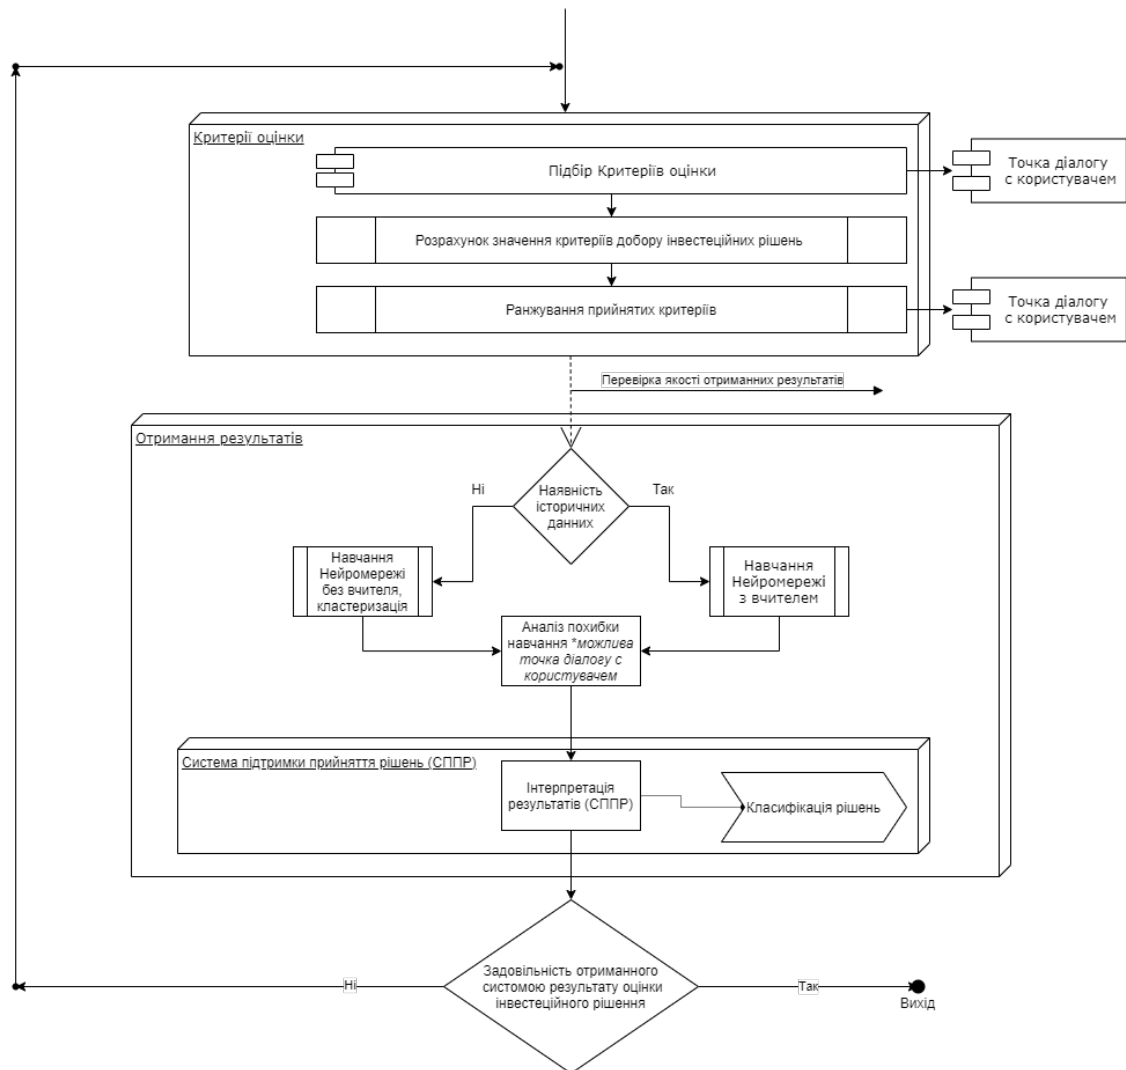 Критерії оцінки
Підбір Критеріїв оцінки
Точка діалогу
с користувачем
Розрахунок значення критеріїв добору інвестеційних рішень
Ранжування прийнятих критеріїв
Точка діалогу
с користувачем
Перевірка якості отриманних результатів
Отримання результатів
Ні
Наявність
історичних
данних
Так
Навчання
Нейромережі
без вчителя,
кластеризація
Навчання
Нейромережі
з вчителем
Аналіз похибки
навчання *можлива
точка діалогу с
користувачем
Система підтримки прийняття рішень (СППР)
Інтерпретація
результатів (СППР)
Класифікація рішень
Задовільність отриманного
системою результату оцінки
інвестеційного рішення
Ні
Так
Вихід